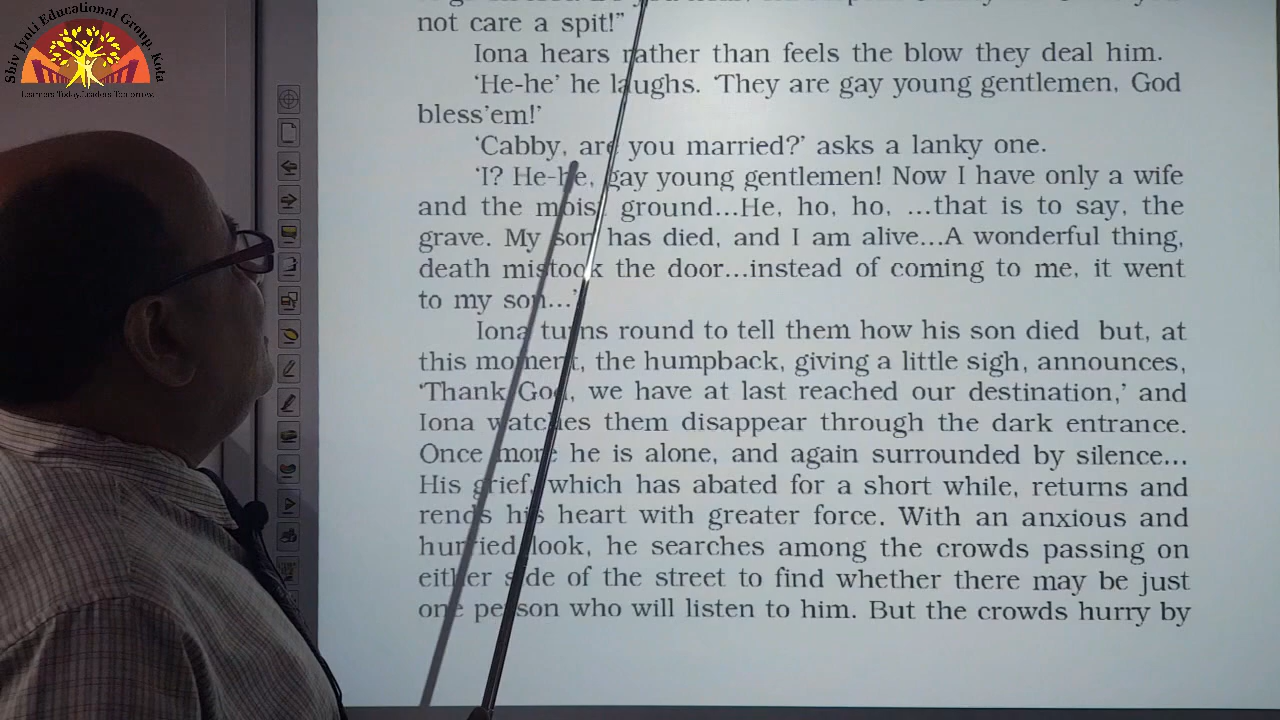 Shiv Jyoti Educational Group, Kota
Learners Today, Leaders Tomorrow.
not care a spit!”
Iona hears rather than feels the blow they deal him.
‘He-he’ he laughs. ‘They are gay young gentlemen, God
bless’em!’
‘Cabby, are you married?’ asks a lanky one.
‘I? He-he, gay young gentlemen! Now I have only a wife
and the moist ground...He, ho, ho, ...that is to say, the
grave. My son has died, and I am alive...A wonderful thing,
death mistook the door...instead of coming to me, it went
to my son...’
Iona turns round to tell them how his son died but, at
this moment, the humpback, giving a little sigh, announces,
‘Thank God, we have at last reached our destination,’ and
Iona watches them disappear through the dark entrance.
Once more he is alone, and again surrounded by silence...
His grief, which has abated for a short while, returns and
rends his heart with greater force. With an anxious and
hurried look, he searches among the crowds passing on
either side of the street to find whether there may be just
one person who will listen to him. But the crowds hurry by